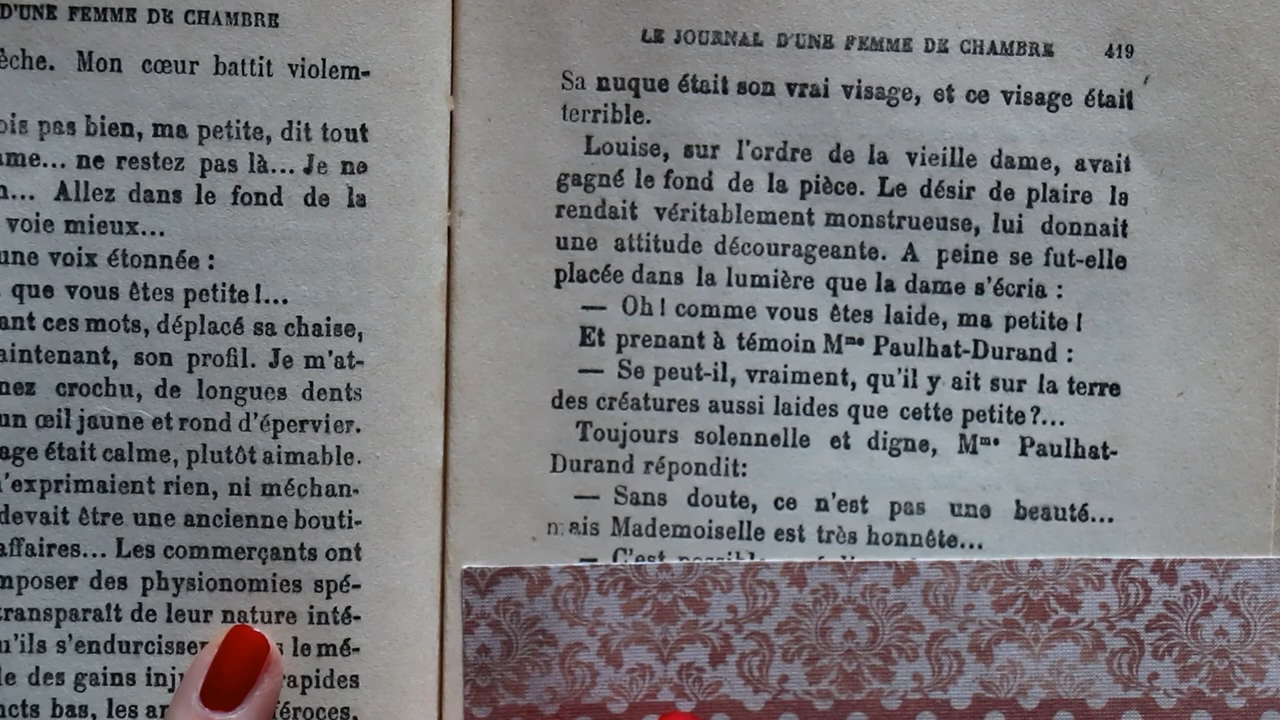 D'UNE FEMME DE CHAMBRE
Mon cœur battit violem-
pas bien, ma petite, dit tout
ne restez pas là... Je ne
Allez dans le fond de la
voie mieux...
une voix étonnée :
que vous êtes petite !...
ant ces mots, déplacé sa chaise,
aintenant, son profil. Je m'at-
nez crochu, de longues dents
un œil jaune et rond d'épervier.
age était calme, plutôt aimable.
n'exprimaient rien, ni méchan-
devait être une ancienne bouti-
affaires... Les commerçants ont
mposer des physionomies spé-
transparaît de leur nature inté-
u'ils s'endurcissen le mé-
des gains inj rapides
bas, les féroces,
LE JOURNAL D'UNE FEMME DE CHAMBRE 419
Sa nuque était son vrai visage, et ce visage était
terrible.
Louise, sur l'ordre de la vieille dame, avait
gagné le fond de la pièce. Le désir de plaire la
rendait véritablement monstrueuse, lui donnait
une attitude décourageante. A peine se fut-elle
placée dans la lumière que la dame s'écria :
— Oh ! comme vous êtes laide, ma petite !
Et prenant à témoin Mme Paulhat-Durand :
— Se peut-il, vraiment, qu'il y ait sur la terre
des créatures aussi laides que cette petite ?...
Toujours solennelle et digne, Mme Paulhat-
Durand répondit :
— Sans doute, ce n'est pas une beauté...
mais Mademoiselle est très honnête...
— C'est possible